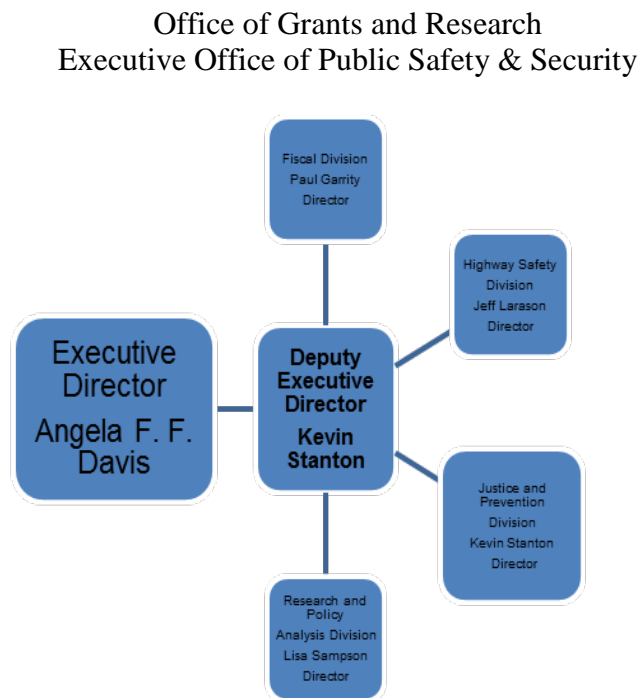 Office of Grants and Research
Executive Office of Public Safety & Security
Fiscal Division
Paul Garrity
Director
Highway Safety
Division
Jeff Larason
Director
Executive
Director
Angela F. F.
Davis
Deputy
Executive
Director
Kevin
Stanton
Justice and
Prevention
Division
Kevin Stanton
Director
Research and
Policy
Analysis Division
Lisa Sampson
Director